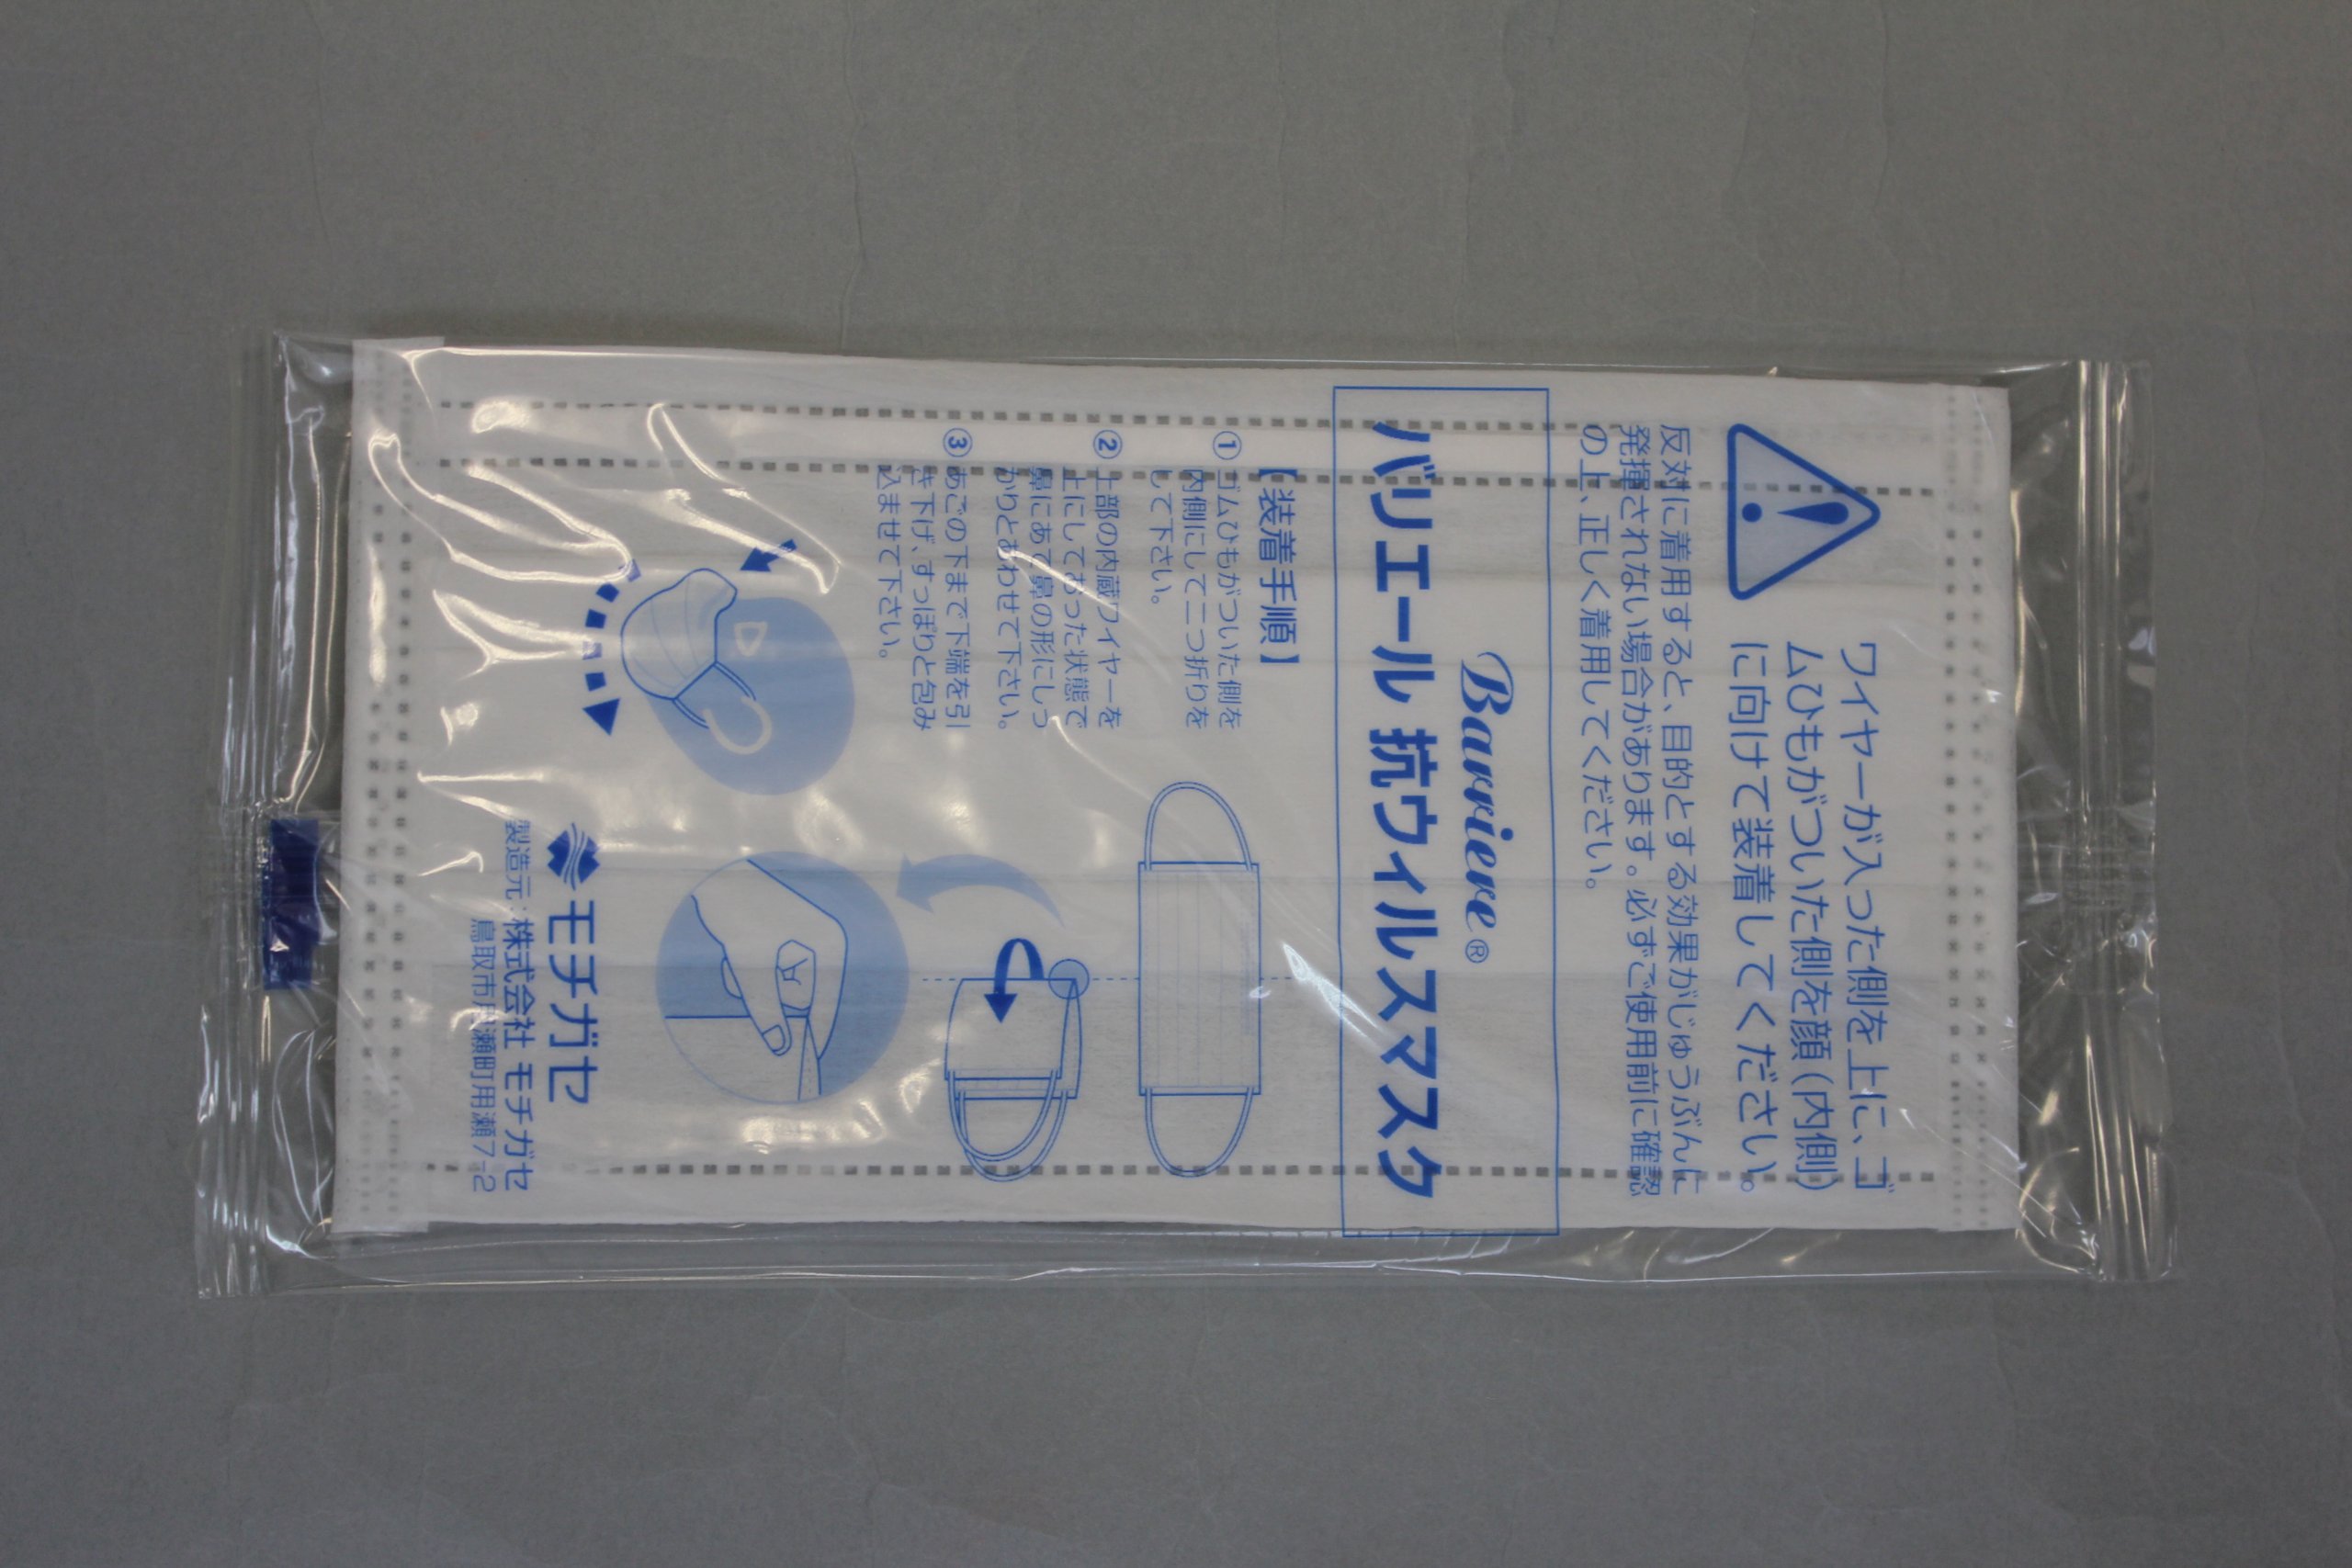 ワイヤーが入った側を上に、ゴ
ムひもがついた側を顔(内側)
に向けて装着してください。
反対に着用すると、目的とする効果がじゅうぶんに
発揮されない場合があります。必ずご使用前に確認
の上、正しく着用してください。
Barriere®
バリエール 抗ウィルスマスク
【装着手順】
① ゴムひもがついた側を
内側にして二つ折りを
して下さい。
② 上部の内蔵ワイヤーを
上にしておった状態で
鼻にあて鼻の形にしっ
かりとあわせて下さい。
③ あごの下まで下端を引
き下げ、すっぽりと包み
込ませて下さい。
モチガセ
製造元:株式会社 モチガセ
鳥取市用瀬町用瀬7-2